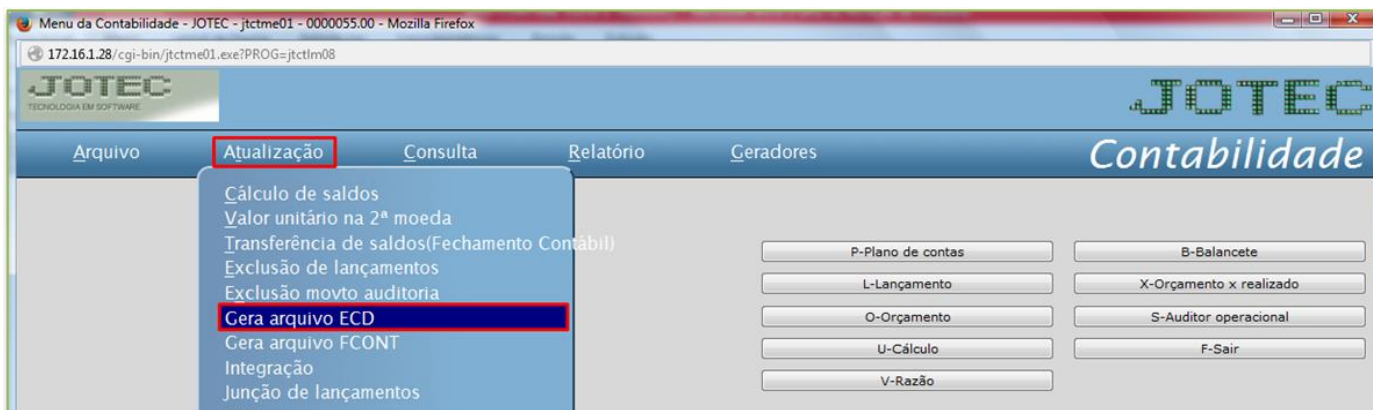 Menu da Contabilidade - JOTEC - jtctme01 - 0000055.00 - Mozilla Firefox
172.16.1.28/cgi-bin/jtctme01.exe?PROG=jtctlm08
JOTEC
TECNOLOGIA EM SOFTWARE
JOTEC
Arquivo Atualização Consulta Relatório Geradores Contabilidade
Cálculo de saldos
Valor unitário na 2ª moeda
Transferência de saldos(Fechamento Contábil)
Exclusão de lançamentos
Exclusão movto auditoria
Gera arquivo ECD
Gera arquivo FCONT
Integração
Junção de lançamentos
P-Plano de contas B-Balancete
L-Lançamento X-Orçamento x realizado
O-Orçamento S-Auditor operacional
U-Cálculo F-Sair
V-Razão